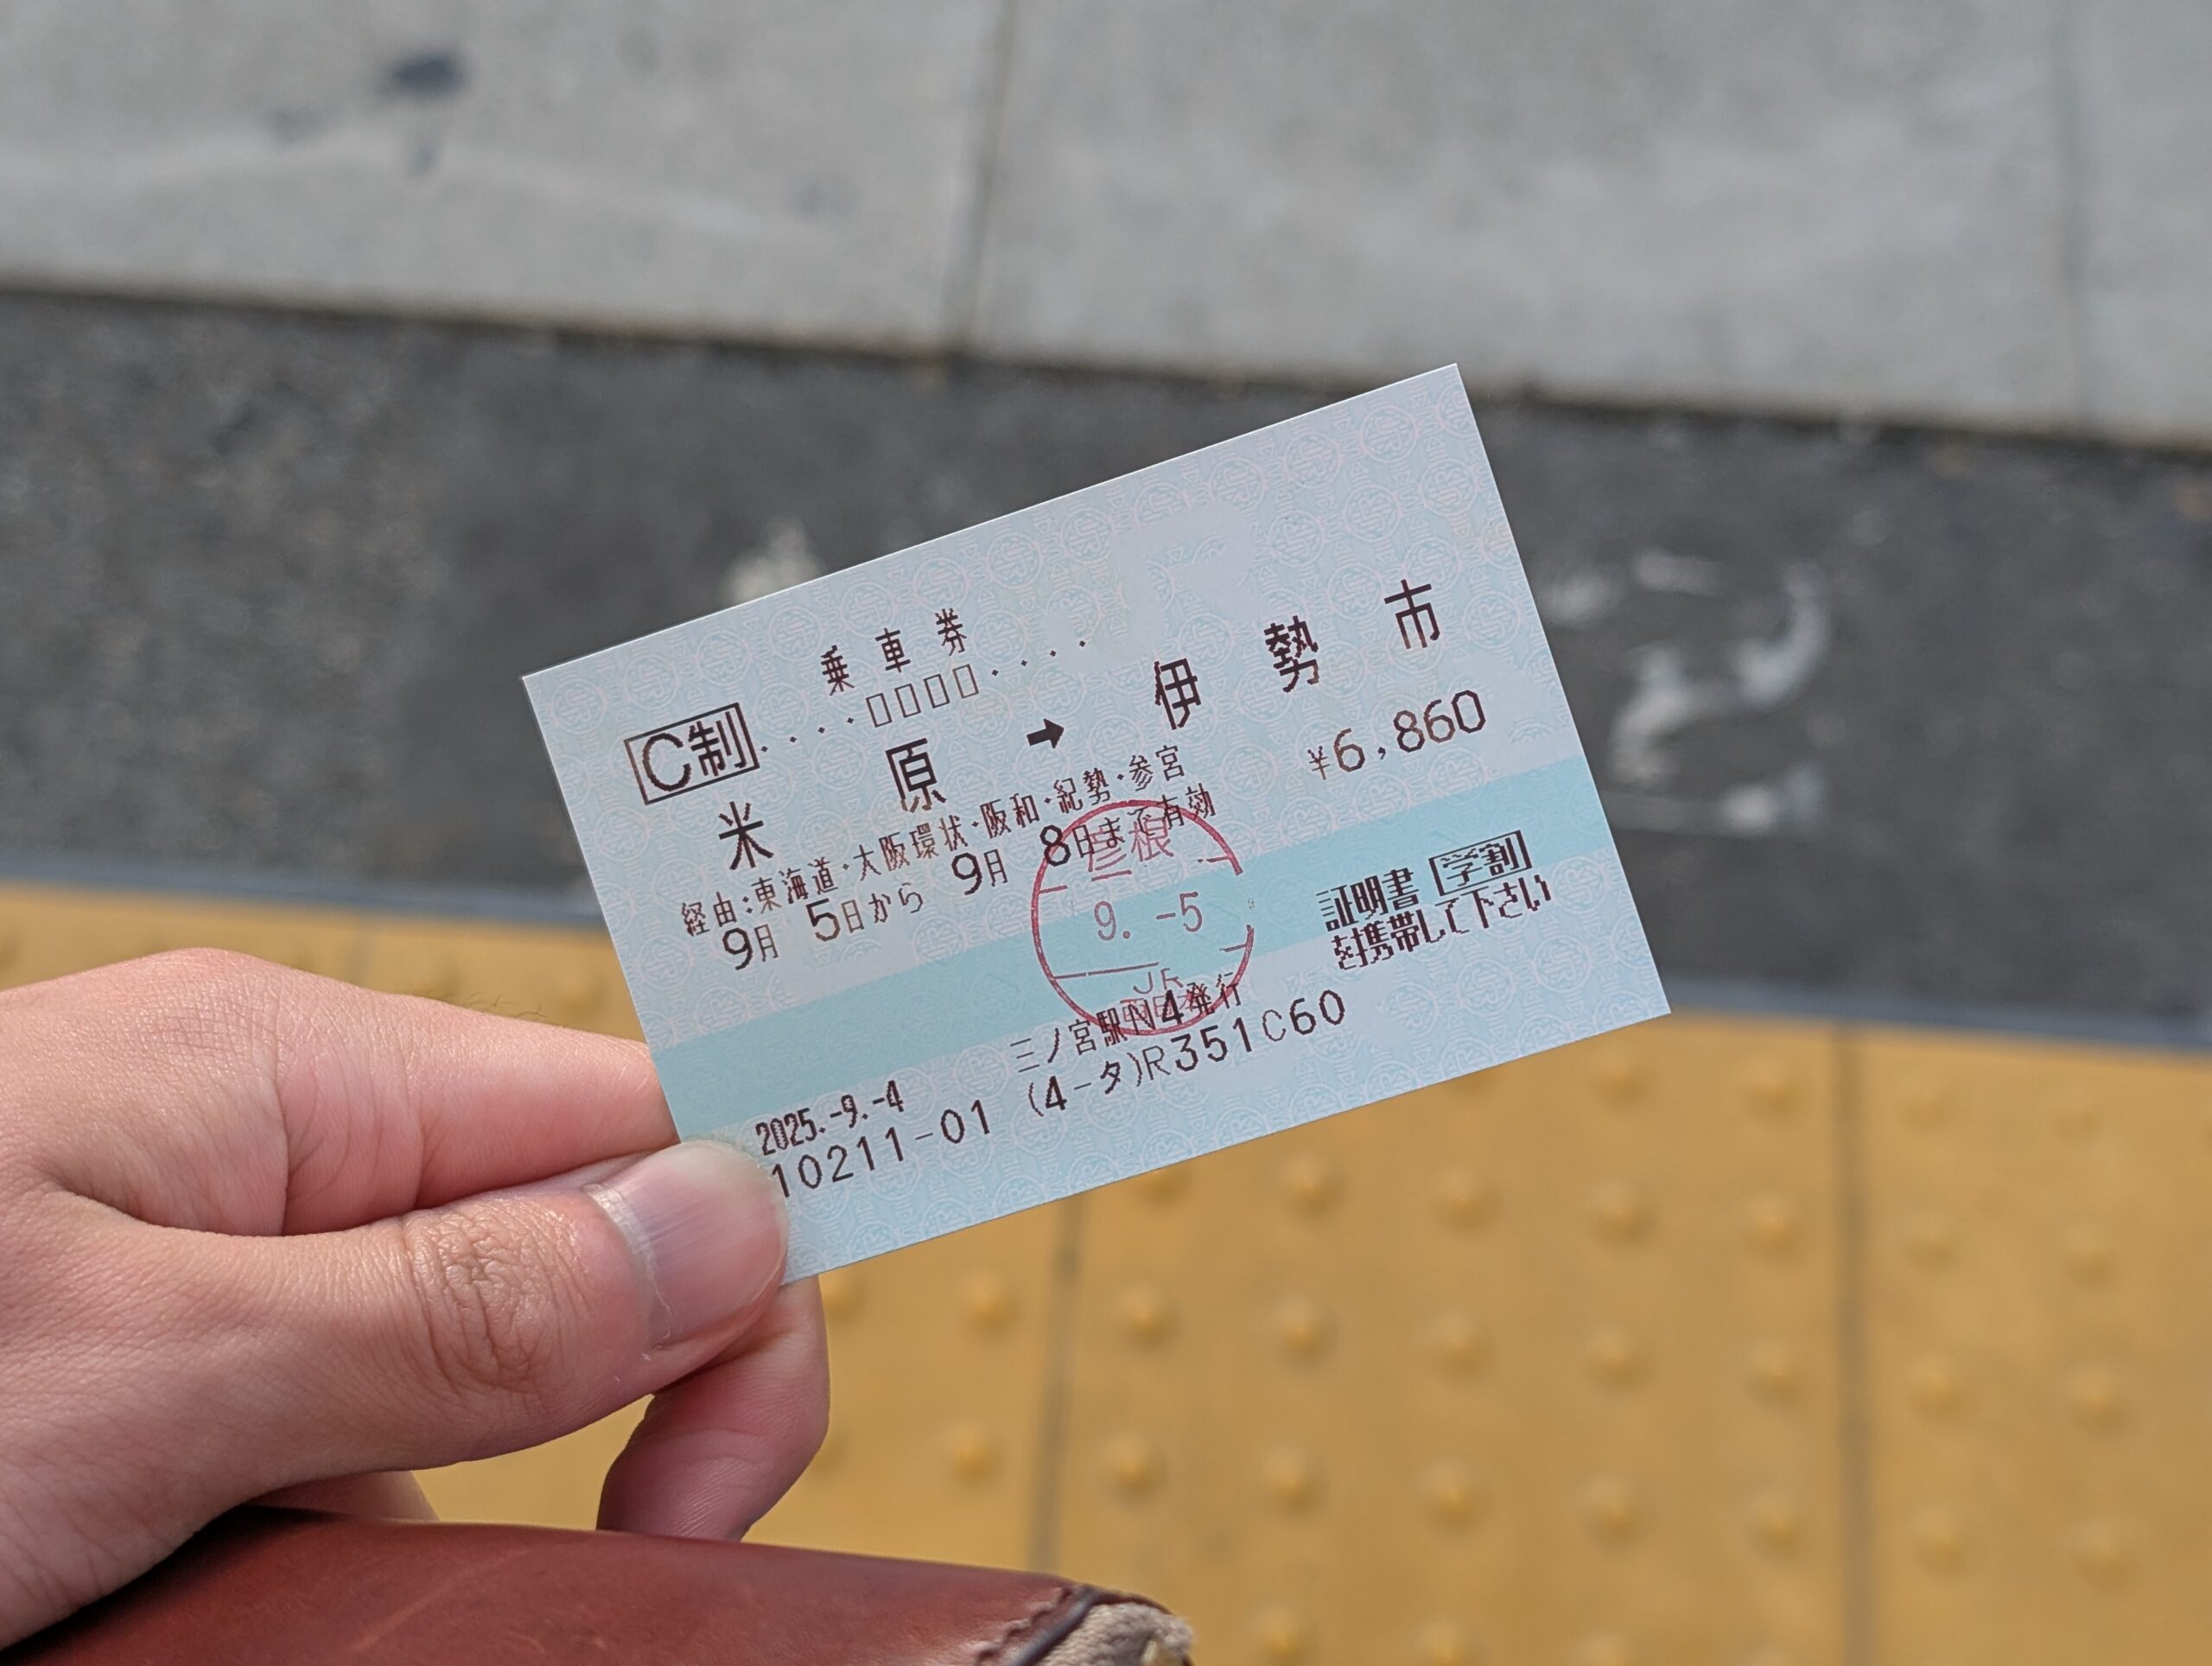 乗車券
C制 ････□□□□････
米原 ➡ 伊勢市
経由:東海道･大阪環状･阪和･紀勢･参宮
¥6,860
9月 5日から 9月 8日まで有効
彦根
9. -5
JR
証明書 学割
を携帯して下さい
三ノ宮駅N4発行
2025.-9.-4
10211-01 (4-タ)R351C60
2